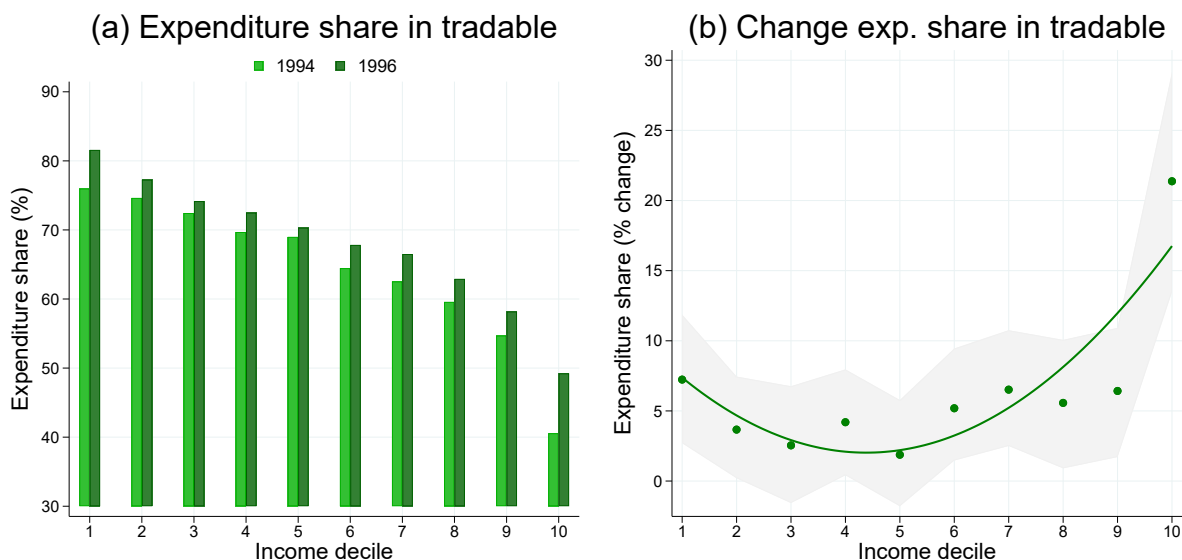 (a) Expenditure share in tradable
1994 1996
Expenditure share (%)
90
80
70
60
50
40
30
1 2 3 4 5 6 7 8 9 10
Income decile
(b) Change exp. share in tradable
Expenditure share (% change)
30
25
20
15
10
5
0
1 2 3 4 5 6 7 8 9 10
Income decile